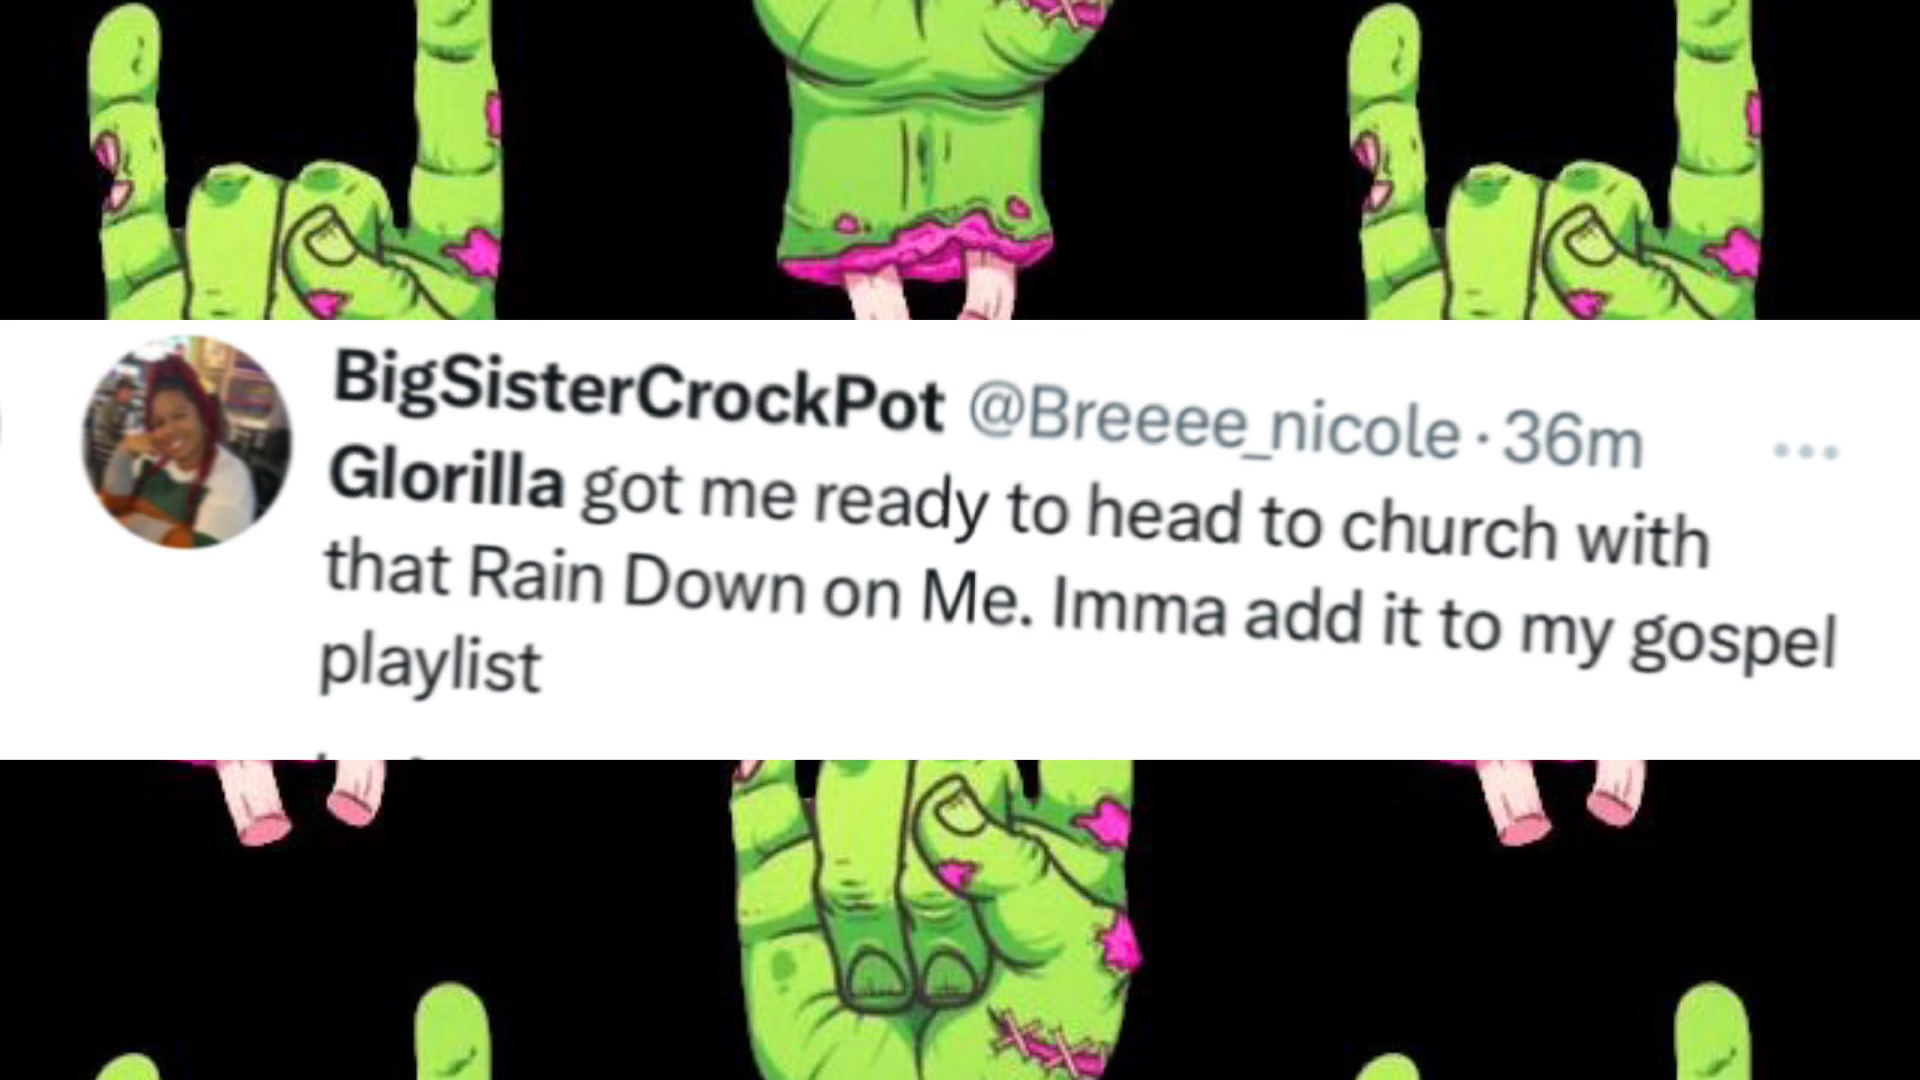 BigSisterCrockPot @Breeee_nicole · 36m
Glorilla got me ready to head to church with
that Rain Down on Me. Imma add it to my gospel
playlist